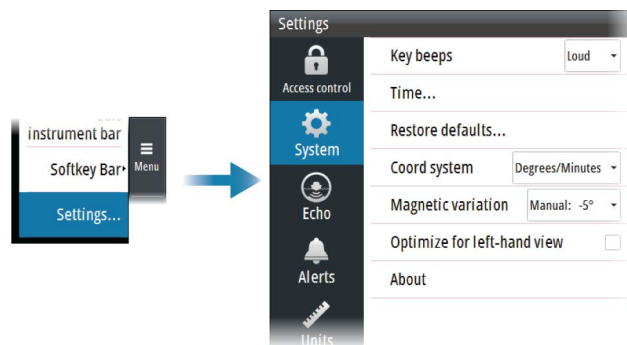 instrument bar
Softkey Bar
Settings...
Menu
Settings
Access control
System
Echo
Alerts
Units
Key beeps Loud
Time...
Restore defaults...
Coord system Degrees/Minutes
Magnetic variation Manual: -5°
Optimize for left-hand view
About